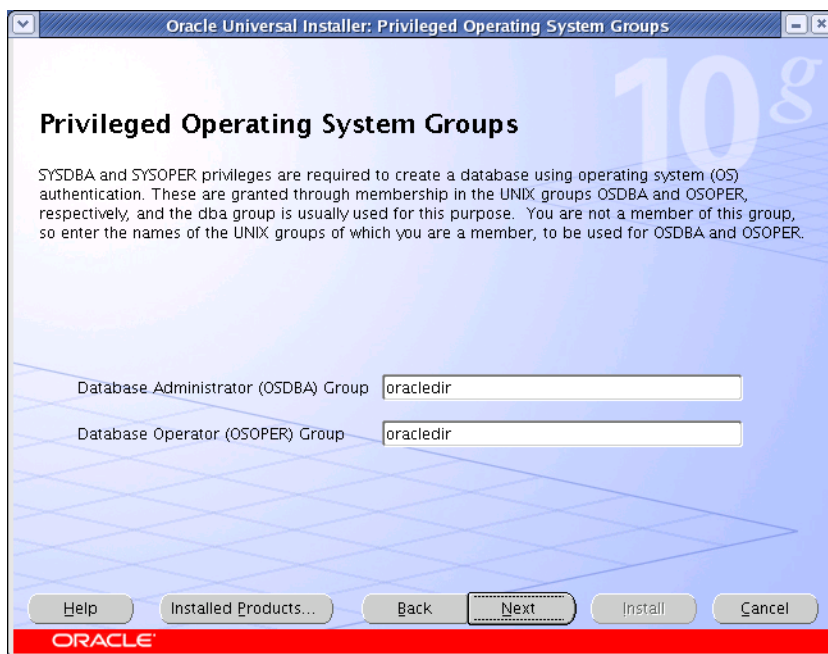 Oracle Universal Installer: Privileged Operating System Groups
10g
Privileged Operating System Groups
SYSDBA and SYSOPER privileges are required to create a database using operating system (OS)
authentication. These are granted through membership in the UNIX groups OSDBA and OSOPER,
respectively, and the dba group is usually used for this purpose. You are not a member of this group,
so enter the names of the UNIX groups of which you are a member, to be used for OSDBA and OSOPER.
Database Administrator (OSDBA) Group oracledir
Database Operator (OSOPER) Group oracledir
Help Installed Products... Back Next Install Cancel
ORACLE